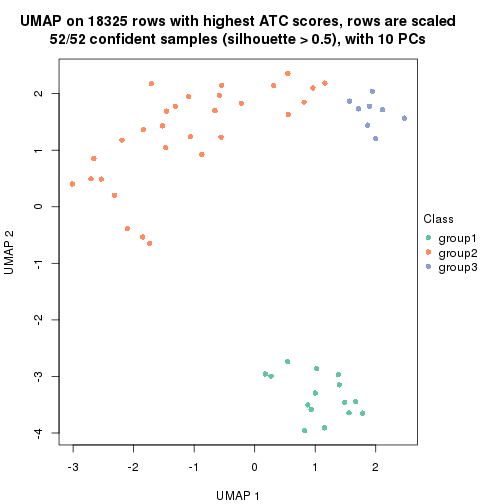 UMAP on 18325 rows with highest ATC scores, rows are scaled
52/52 confident samples (silhouette > 0.5), with 10 PCs
2
1
0
-1
-2
-3
-4
UMAP 2
-3
-2
-1
0
1
2
UMAP 1
Class
group1
group2
group3